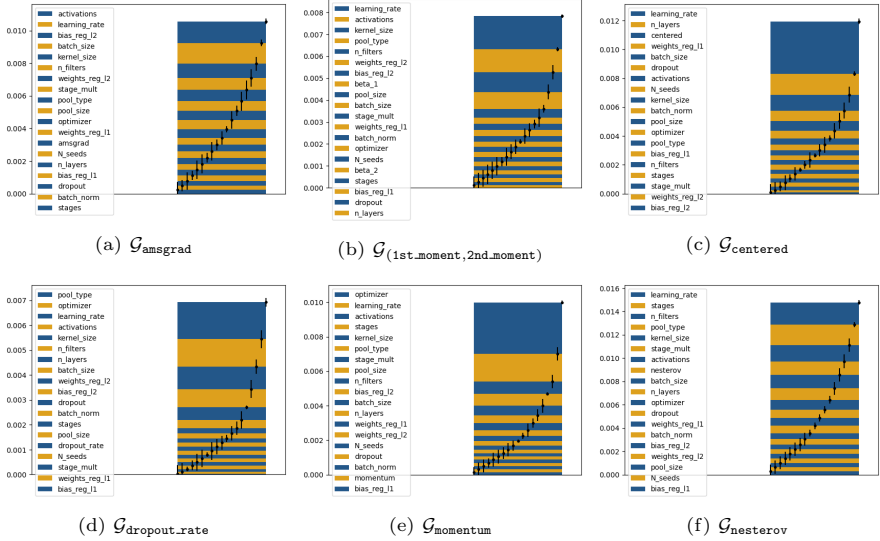 0.010
0.008
0.006
0.004
0.002
0.000
activations
learning_rate
bias_reg_l2
batch_size
kernel_size
n_filters
weights_reg_l2
stage_mult
pool_type
pool_size
optimizer
weights_reg_l1
amsgrad
N_seeds
n_layers
bias_reg_l1
dropout
batch_norm
stages
(a) 𝒢amsgrad
0.008
0.007
0.006
0.005
0.004
0.003
0.002
0.001
0.000
learning_rate
activations
kernel_size
pool_type
n_filters
weights_reg_l2
bias_reg_l2
beta_1
pool_size
batch_size
stage_mult
weights_reg_l1
batch_norm
optimizer
N_seeds
beta_2
stages
bias_reg_l1
dropout
n_layers
(b) 𝒢(1st_moment,2nd_moment)
0.012
0.010
0.008
0.006
0.004
0.002
0.000
learning_rate
n_layers
centered
weights_reg_l1
batch_size
dropout
activations
N_seeds
kernel_size
batch_norm
pool_size
optimizer
pool_type
bias_reg_l1
n_filters
stages
stage_mult
weights_reg_l2
bias_reg_l2
(c) 𝒢centered
0.007
0.006
0.005
0.004
0.003
0.002
0.001
0.000
pool_type
optimizer
learning_rate
activations
kernel_size
n_filters
n_layers
batch_size
weights_reg_l2
bias_reg_l2
dropout
batch_norm
stages
pool_size
dropout_rate
N_seeds
stage_mult
weights_reg_l1
bias_reg_l1
(d) 𝒢dropout_rate
0.010
0.008
0.006
0.004
0.002
0.000
optimizer
learning_rate
activations
stages
kernel_size
pool_type
stage_mult
pool_size
n_filters
bias_reg_l2
batch_size
n_layers
weights_reg_l1
weights_reg_l2
N_seeds
dropout
batch_norm
momentum
bias_reg_l1
(e) 𝒢momentum
0.016
0.014
0.012
0.010
0.008
0.006
0.004
0.002
0.000
learning_rate
stages
n_filters
pool_type
kernel_size
stage_mult
activations
nesterov
batch_size
n_layers
optimizer
dropout
weights_reg_l1
batch_norm
bias_reg_l2
weights_reg_l2
pool_size
N_seeds
bias_reg_l1
(f) 𝒢nesterov